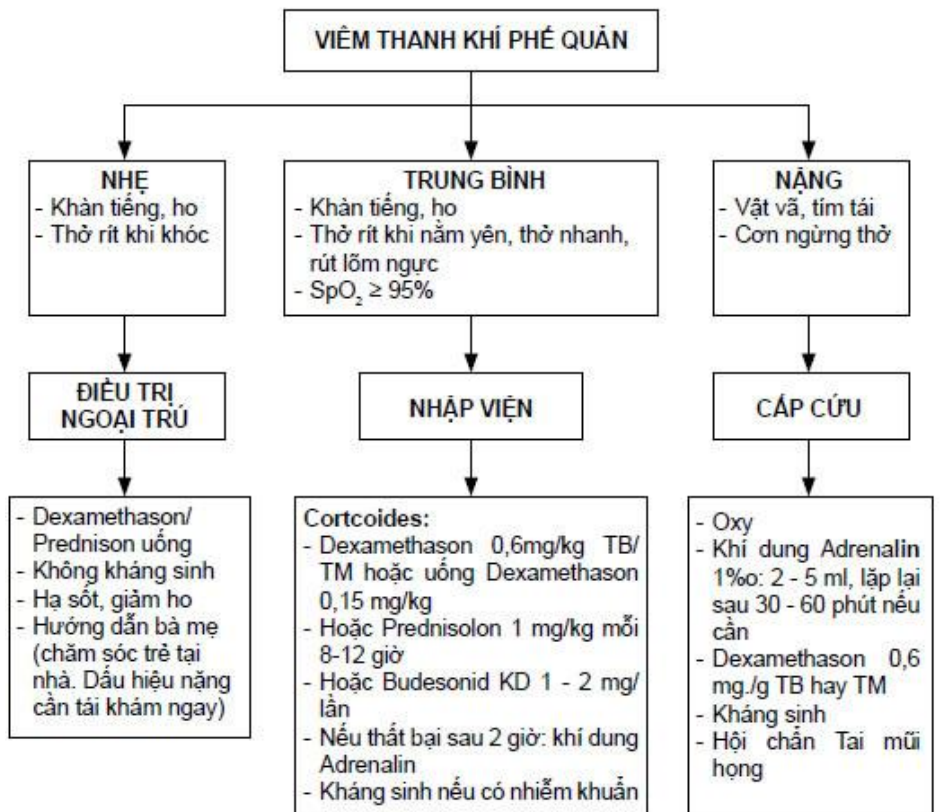 VIÊM THANH KHÍ PHẾ QUẢN
NHẸ
- Khàn tiếng, ho
- Thở rít khi khóc
TRUNG BÌNH
- Khàn tiếng, ho
- Thở rít khi nằm yên, thở nhanh,
rút lõm ngực
- SpO₂ ≥ 95%
NẶNG
- Vật vã, tím tái
- Cơn ngừng thở
ĐIỀU TRỊ
NGOẠI TRÚ
NHẬP VIỆN
CẤP CỨU
- Dexamethason/
Prednison uống
- Không kháng sinh
- Hạ sốt, giảm ho
- Hướng dẫn bà mẹ
(chăm sóc trẻ tại
nhà. Dấu hiệu nặng
cần tái khám ngay)
Cortcoides:
- Dexamethason 0,6mg/kg TB/
TM hoặc uống Dexamethason
0,15 mg/kg
- Hoặc Prednisolon 1 mg/kg mỗi
8-12 giờ
- Hoặc Budesonid KD 1 - 2 mg/
lần
- Nếu thất bại sau 2 giờ: khí dung
Adrenalin
- Kháng sinh nếu có nhiễm khuẩn
- Oxy
- Khí dung Adrenalin
1‰: 2 - 5 ml, lặp lại
sau 30 - 60 phút nếu
cần
- Dexamethason 0,6
mg./g TB hay TM
- Kháng sinh
- Hội chẩn Tai mũi
họng